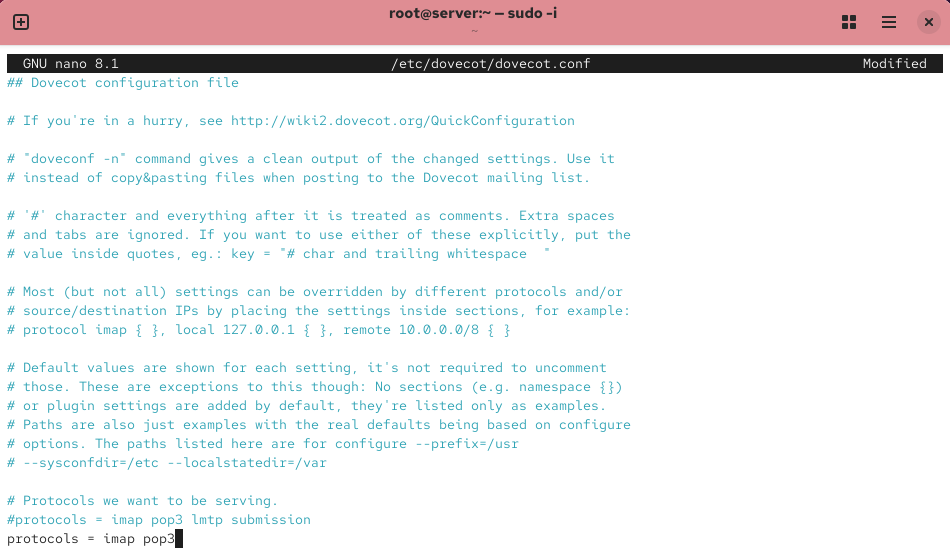 root@server:~ — sudo -i
~
GNU nano 8.1 /etc/dovecot/dovecot.conf Modified
## Dovecot configuration file
# If you're in a hurry, see http://wiki2.dovecot.org/QuickConfiguration
# "doveconf -n" command gives a clean output of the changed settings. Use it
# instead of copy&pasting files when posting to the Dovecot mailing list.
# '#' character and everything after it is treated as comments. Extra spaces
# and tabs are ignored. If you want to use either of these explicitly, put the
# value inside quotes, eg.: key = "# char and trailing whitespace  "
# Most (but not all) settings can be overridden by different protocols and/or
# source/destination IPs by placing the settings inside sections, for example:
# protocol imap { }, local 127.0.0.1 { }, remote 10.0.0.0/8 { }
# Default values are shown for each setting, it's not required to uncomment
# those. These are exceptions to this though: No sections (e.g. namespace {})
# or plugin settings are added by default, they're listed only as examples.
# Paths are also just examples with the real defaults being based on configure
# options. The paths listed here are for configure --prefix=/usr
# --sysconfdir=/etc --localstatedir=/var
# Protocols we want to be serving.
#protocols = imap pop3 lmtp submission
protocols = imap pop3